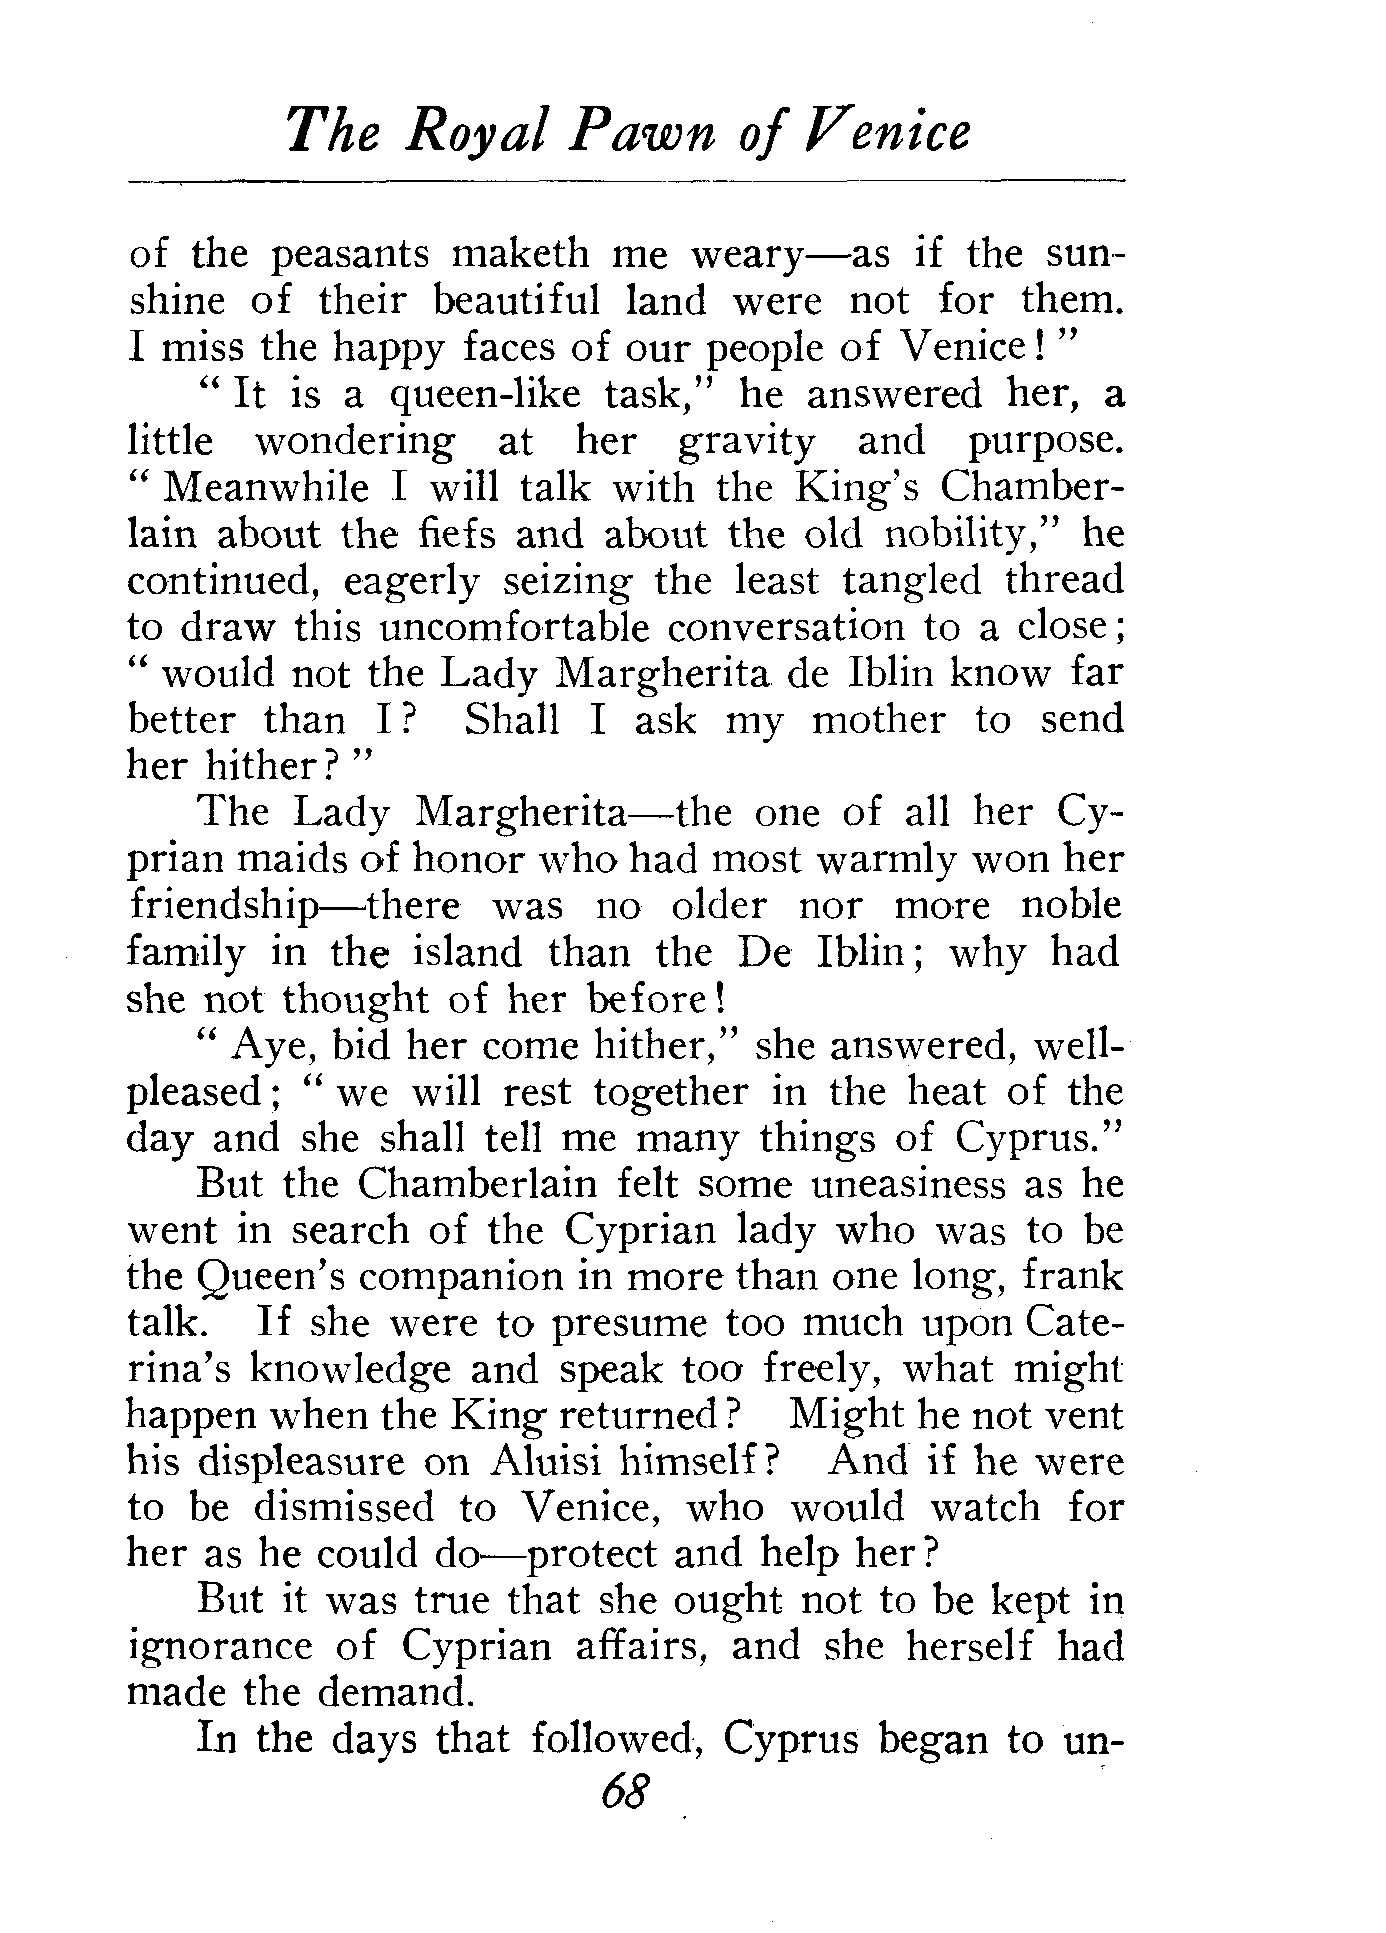 The Royal Pawn of Venice
of the peasants maketh me weary—as if the sun-
shine of their beautiful land were not for them.
I miss the happy faces of our people of Venice! "
" It is a queen-like task," he answered her, a
little wondering at her gravity and purpose.
" Meanwhile I will talk with the King's Chamber-
lain about the fiefs and about the old nobility," he
continued, eagerly seizing the least tangled thread
to draw this uncomfortable conversation to a close;
" would not the Lady Margherita de Iblin know far
better than I? Shall I ask my mother to send
her hither? "
The Lady Margherita—the one of all her Cy-
prian maids of honor who had most warmly won her
friendship—there was no older nor more noble
family in the island than the De Iblin; why had
she not thought of her before!
" Aye, bid her come hither," she answered, well-
pleased; " we will rest together in the heat of the
day and she shall tell me many things of Cyprus."
But the Chamberlain felt some uneasiness as he
went in search of the Cyprian lady who was to be
the Queen's companion in more than one long, frank
talk. If she were to presume too much upon Cate-
rina's knowledge and speak too freely, what might
happen when the King returned? Might he not vent
his displeasure on Aluisi himself? And if he were
to be dismissed to Venice, who would watch for
her as he could do—protect and help her?
But it was true that she ought not to be kept in
ignorance of Cyprian affairs, and she herself had
made the demand.
In the days that followed, Cyprus began to un-
68